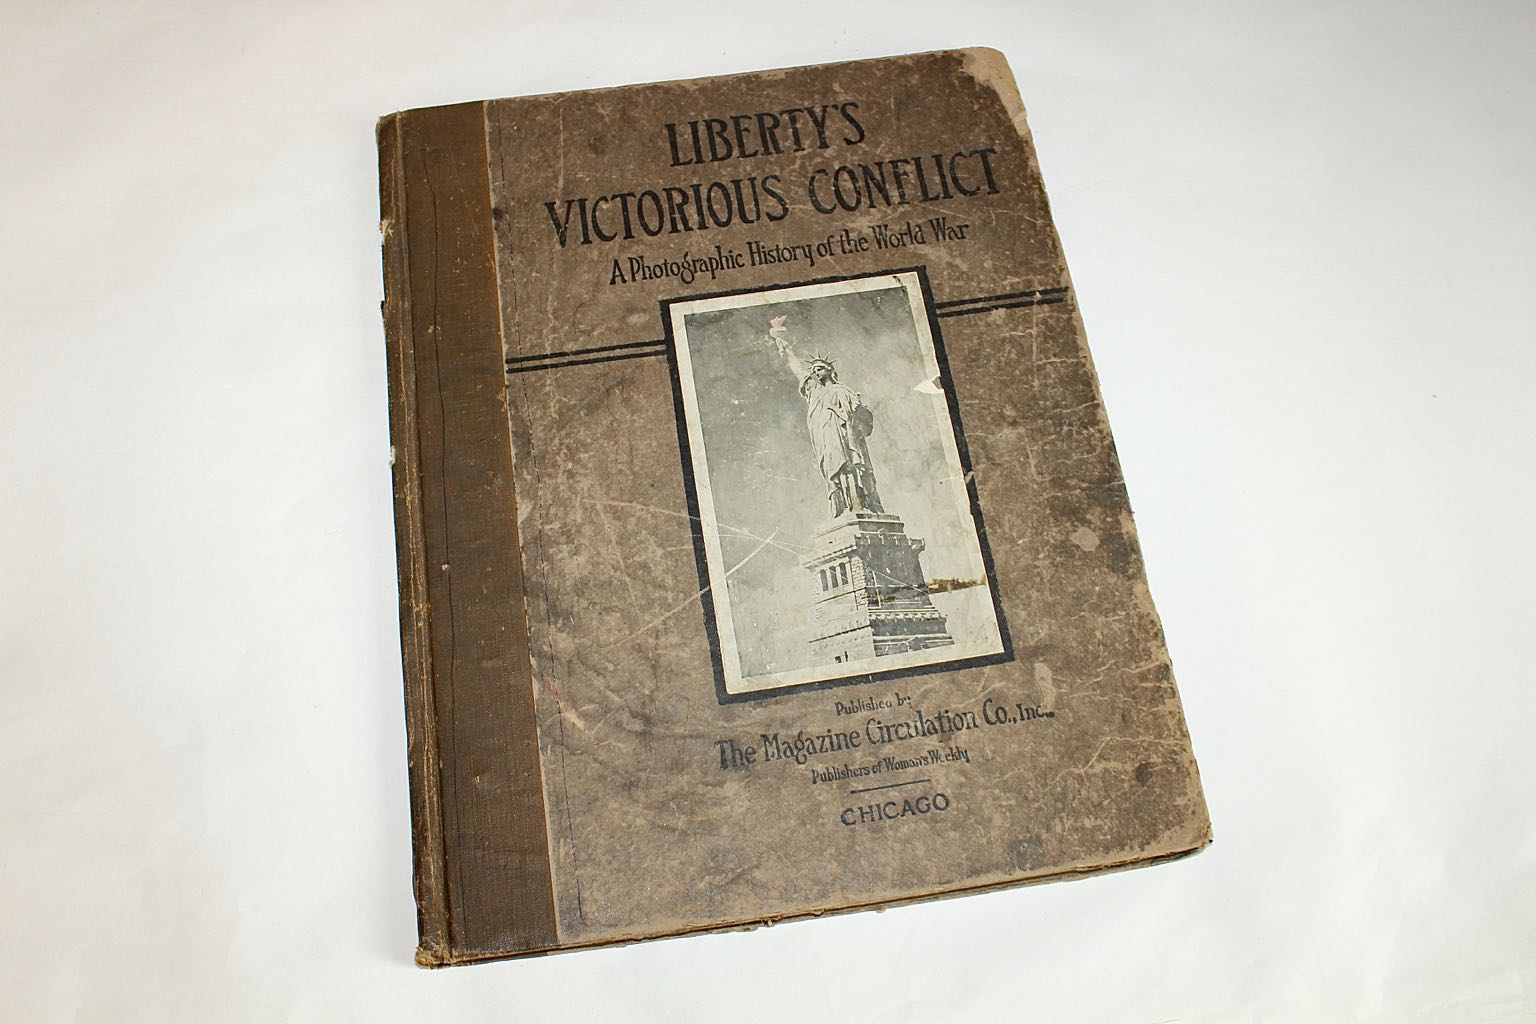 LIBERTY'S
VICTORIOUS CONFLICT
A Photographic History of the World War
Published by
The Magazine Circulation Co., Inc.
Publishers of Woman's Weekly
CHICAGO